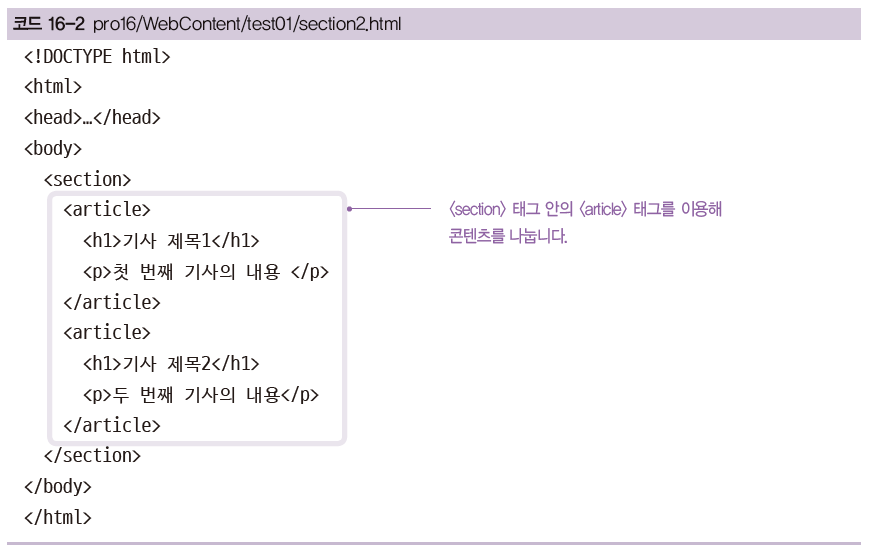 코드 16-2 pro16/WebContent/test01/section2.html
<!DOCTYPE html>
<html>
<head>…</head>
<body>
<section>
<article>
<section> 태그 안의 <article> 태그를 이용해
콘텐츠를 나눕니다.
<h1>기사 제목1</h1>
<p>첫 번째 기사의 내용 </p>
</article>
<article>
<h1>기사 제목2</h1>
<p>두 번째 기사의 내용</p>
</article>
</section>
</body>
</html>